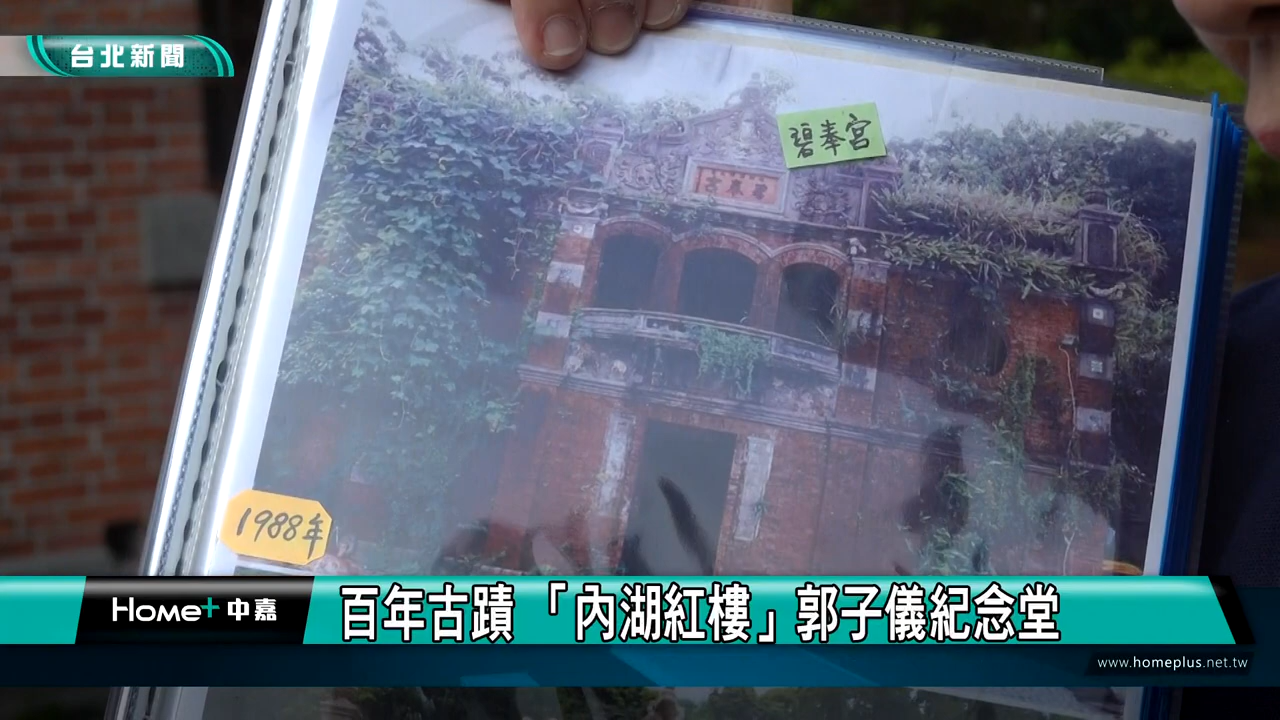 台北新聞
碧奉宮
1988年
Home+中嘉
百年古蹟「內湖紅樓」郭子儀紀念堂
www.homeplus.net.tw